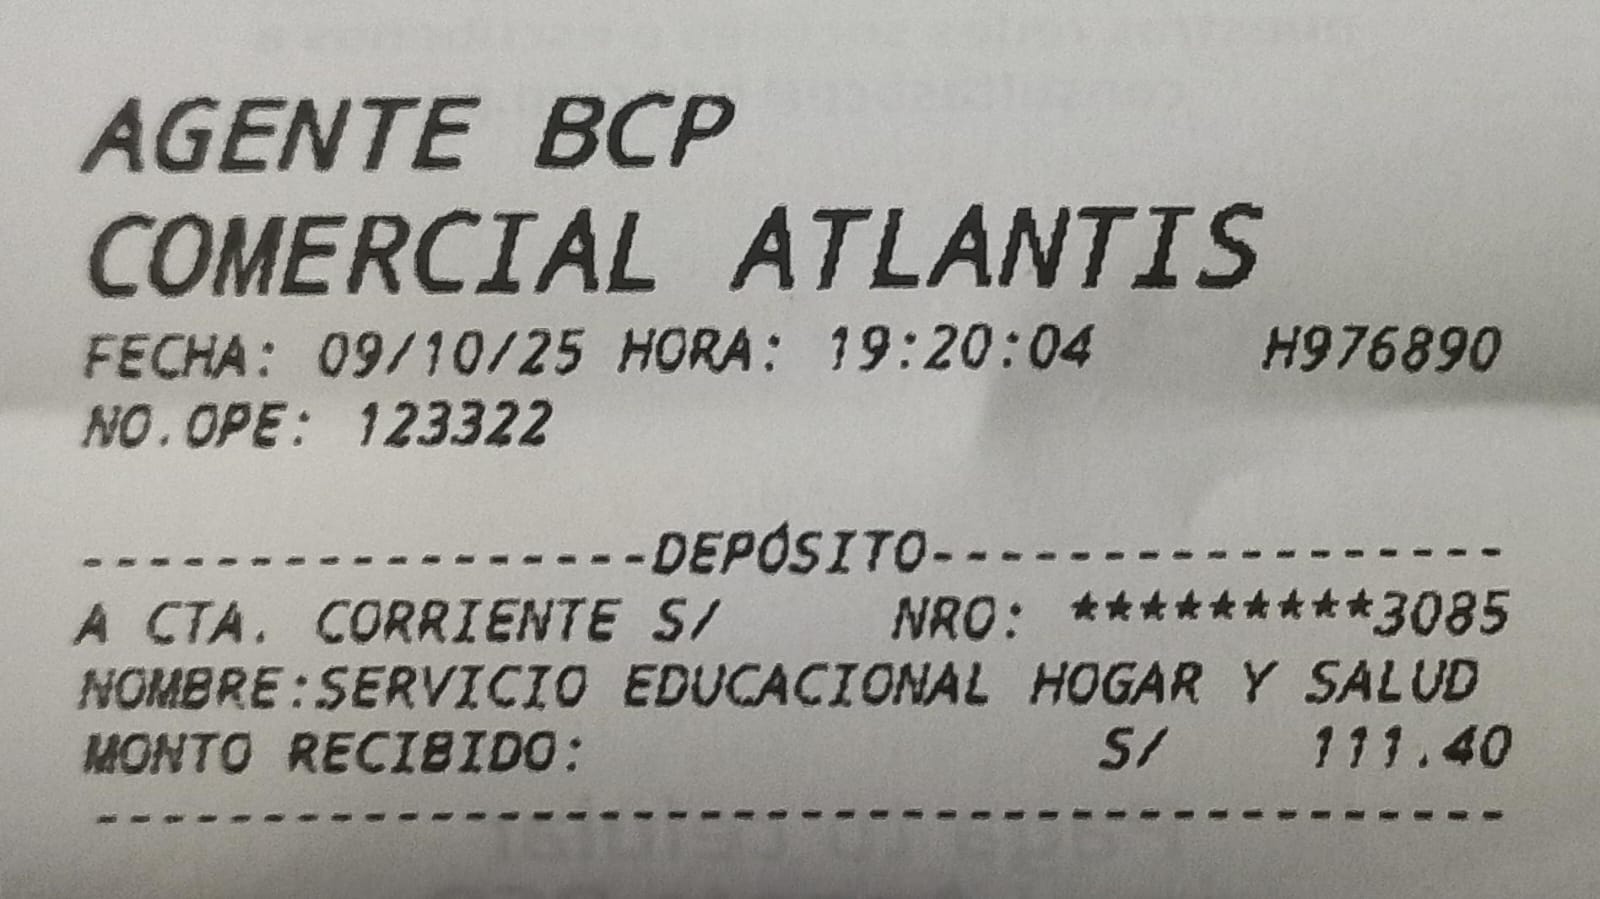 AGENTE BCP
COMERCIAL ATLANTIS
FECHA: 09/10/25 HORA: 19:20:04 H976890
NO.OPE: 123322
------------------DEPÓSITO------------------
A CTA. CORRIENTE S/ NRO: *********3085
NOMBRE:SERVICIO EDUCACIONAL HOGAR Y SALUD
MONTO RECIBIDO: S/ 111.40
--------------------------------------------